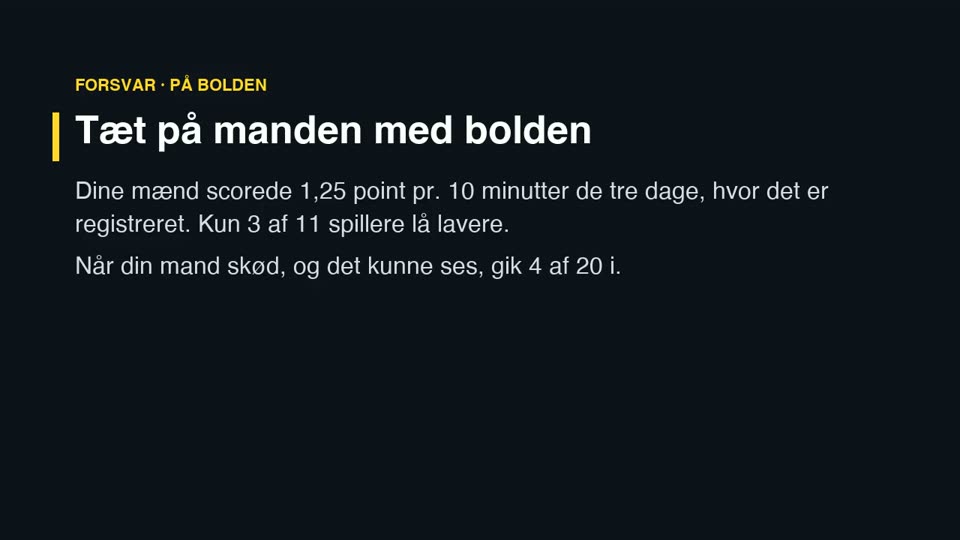 FORSVAR · PÅ BOLDEN
Tæt på manden med bolden
Dine mænd scorede 1,25 point pr. 10 minutter de tre dage, hvor det er
registreret. Kun 3 af 11 spillere lå lavere.
Når din mand skød, og det kunne ses, gik 4 af 20 i.